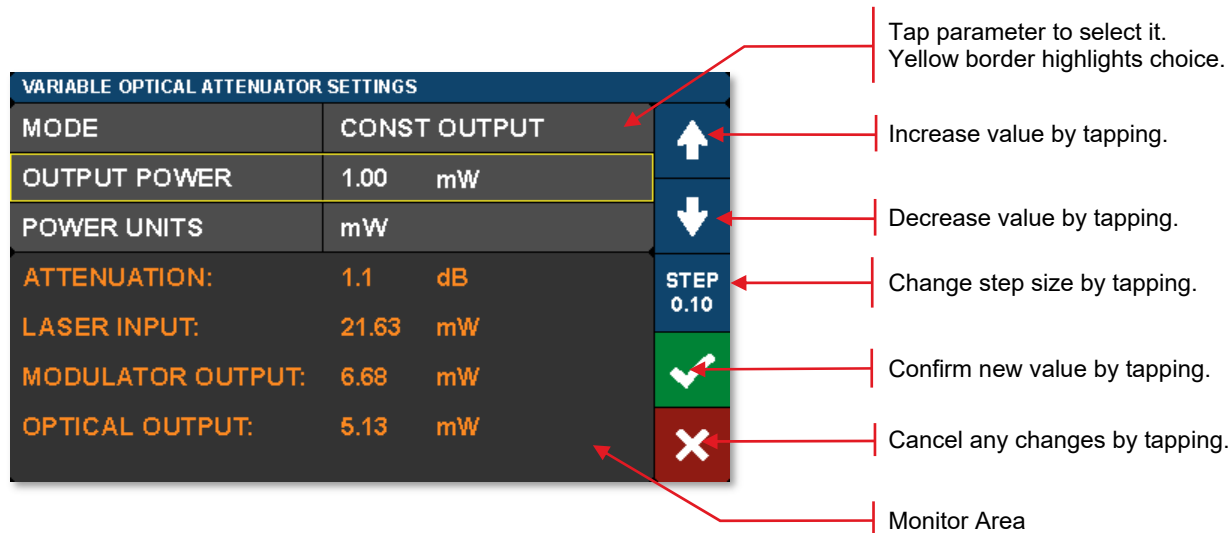 Tap parameter to select it.
Yellow border highlights choice.
VARIABLE OPTICAL ATTENUATOR SETTINGS
MODE CONST OUTPUT
Increase value by tapping.
OUTPUT POWER 1.00 mW
POWER UNITS mW
Decrease value by tapping.
ATTENUATION: 1.1 dB
STEP
0.10
Change step size by tapping.
LASER INPUT: 21.63 mW
MODULATOR OUTPUT: 6.68 mW
Confirm new value by tapping.
OPTICAL OUTPUT: 5.13 mW
Cancel any changes by tapping.
Monitor Area